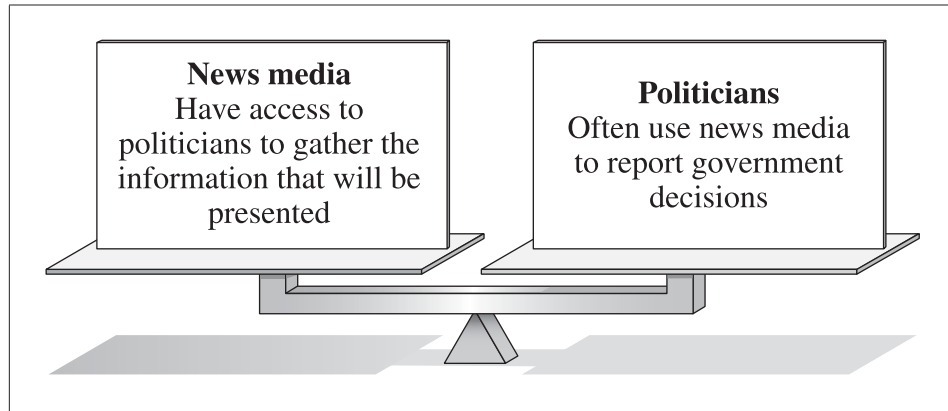 News media
Have access to
politicians to gather the
information that will be
presented
Politicians
Often use news media
to report government
decisions